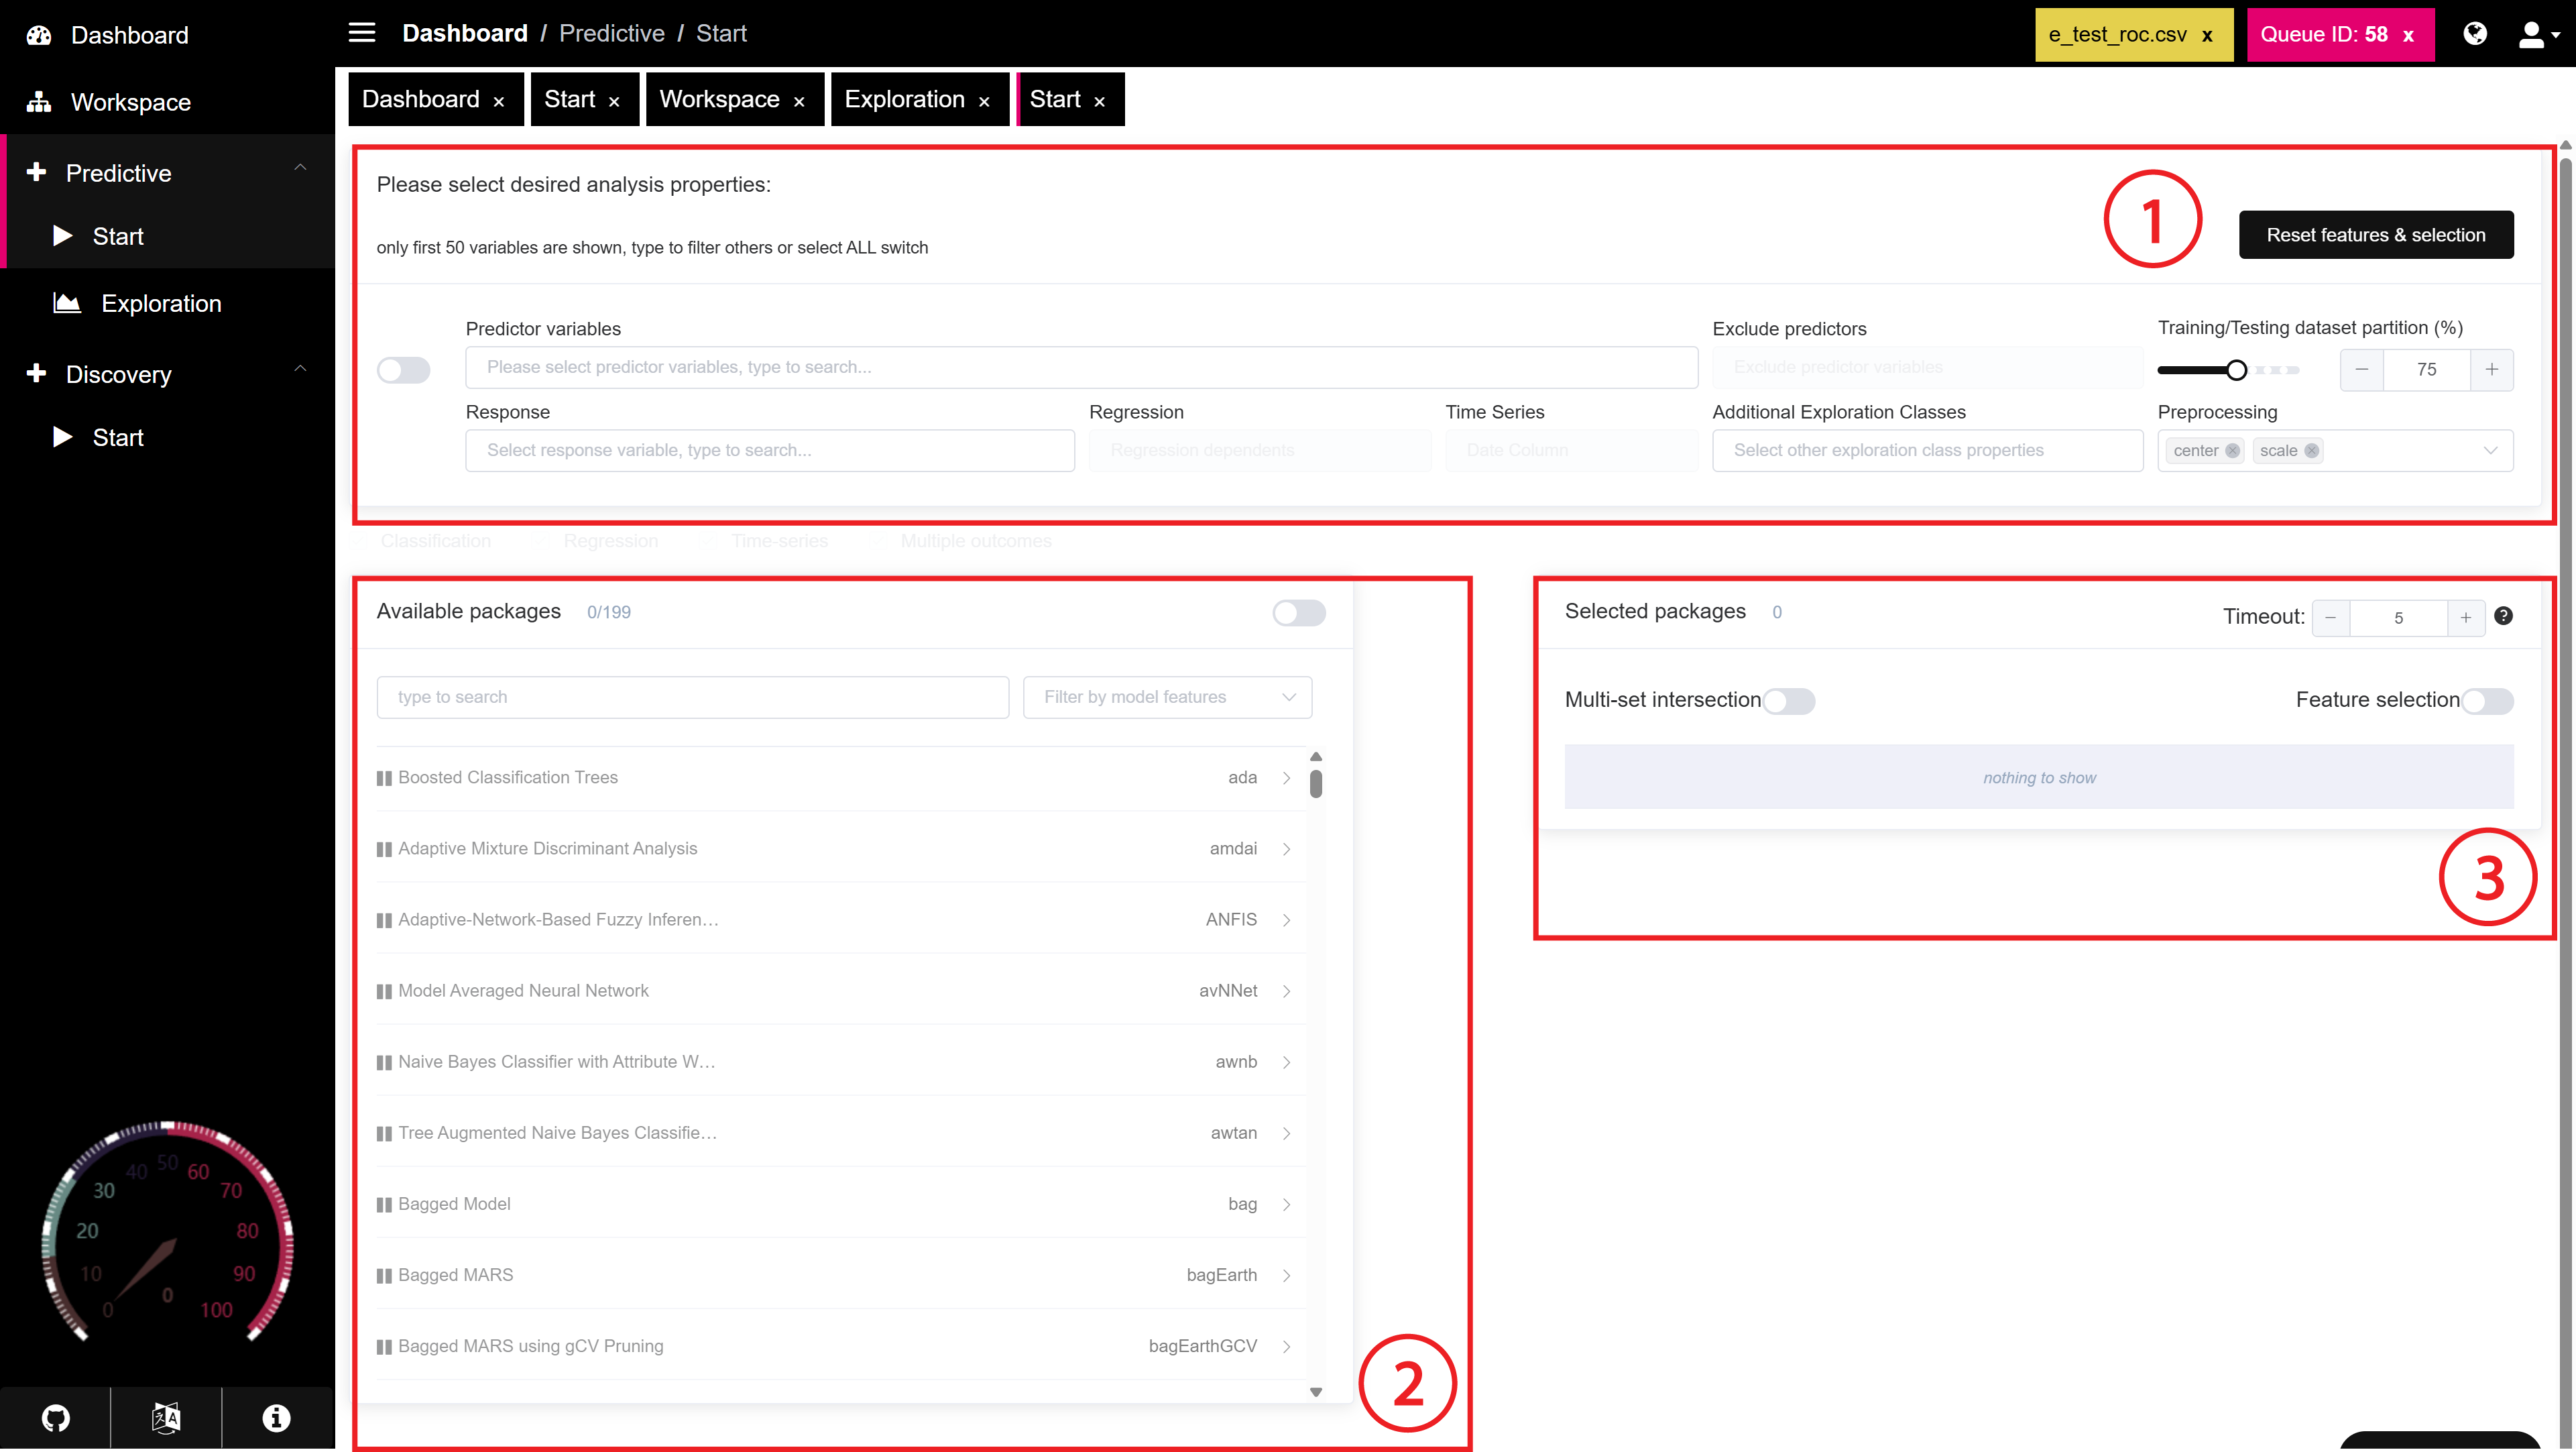 Dashboard
Workspace
Predictive
Start
Exploration
Discovery
Start
0 10 20 30 40 50 60 70 80 90 100
0
Dashboard / Predictive / Start
e_test_roc.csv x
Queue ID: 58 x
Dashboard × Start × Workspace × Exploration × Start ×
Please select desired analysis properties:
only first 50 variables are shown, type to filter others or select ALL switch
1
Reset features & selection
Predictor variables
Please select predictor variables, type to search...
Exclude predictors
Exclude predictor variables
Training/Testing dataset partition (%)
− 75 +
Response
Select response variable, type to search...
Regression
Regression dependents
Time Series
Date Column
Additional Exploration Classes
Select other exploration class properties
Preprocessing
center scale
Classification Regression Time-series Multiple outcomes
Available packages 0/199
type to search
Filter by model features
Boosted Classification Trees ada
Adaptive Mixture Discriminant Analysis amdai
Adaptive-Network-Based Fuzzy Inferen... ANFIS
Model Averaged Neural Network avNNet
Naive Bayes Classifier with Attribute W... awnb
Tree Augmented Naive Bayes Classifie... awtan
Bagged Model bag
Bagged MARS bagEarth
Bagged MARS using gCV Pruning bagEarthGCV
2
Selected packages 0
Timeout: − 5 + ?
Multi-set intersection
Feature selection
nothing to show
3